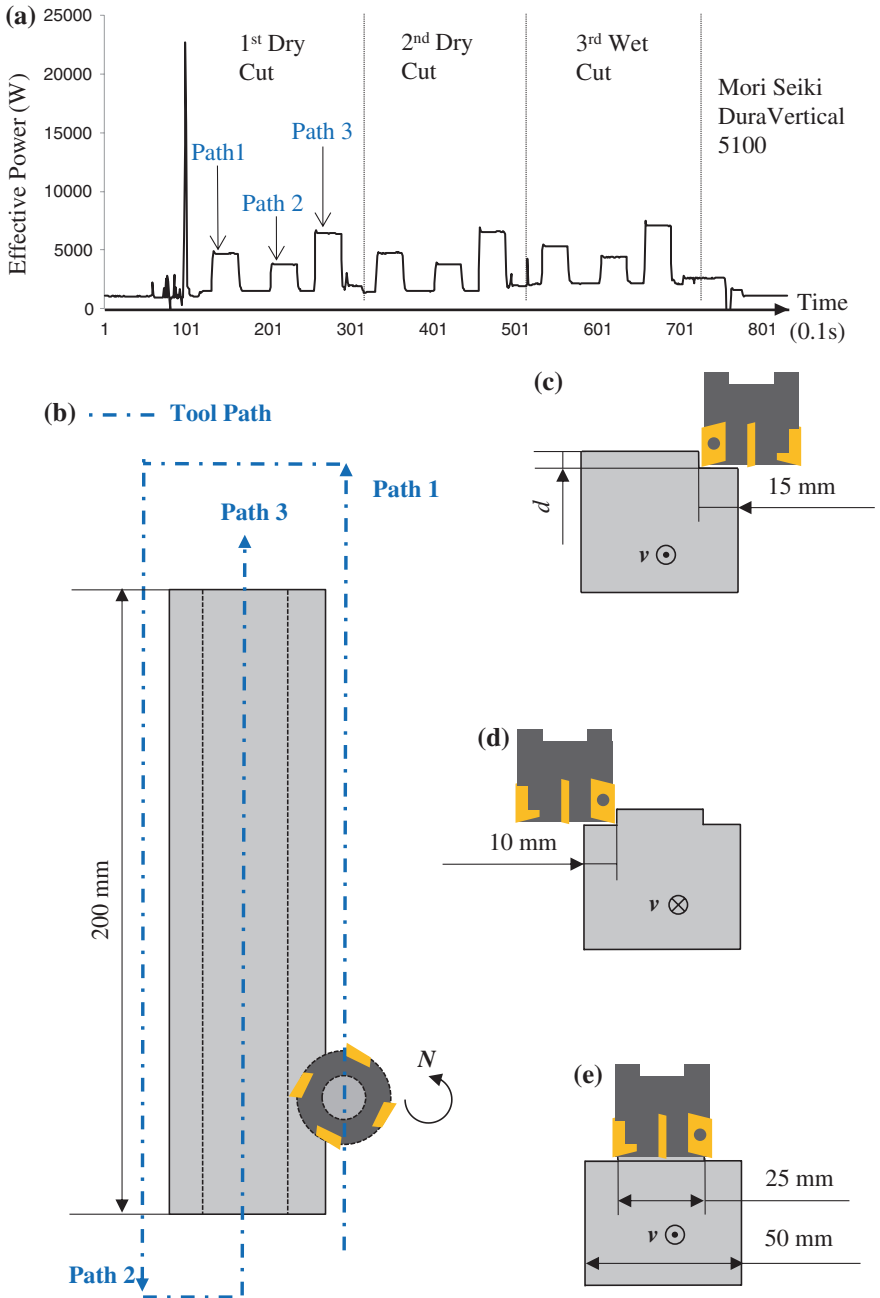 (a)
25000
20000
15000
10000
5000
0
Effective Power (W)
1st Dry
Cut
2nd Dry
Cut
3rd Wet
Cut
Mori Seiki
DuraVertical
5100
Path1
Path 2
Path 3
1 101 201 301 401 501 601 701 801
Time
(0.1s)
(b) Tool Path
Path 1
Path 3
200 mm
N
Path 2
(c)
d
15 mm
v
(d)
10 mm
v
(e)
25 mm
v
50 mm